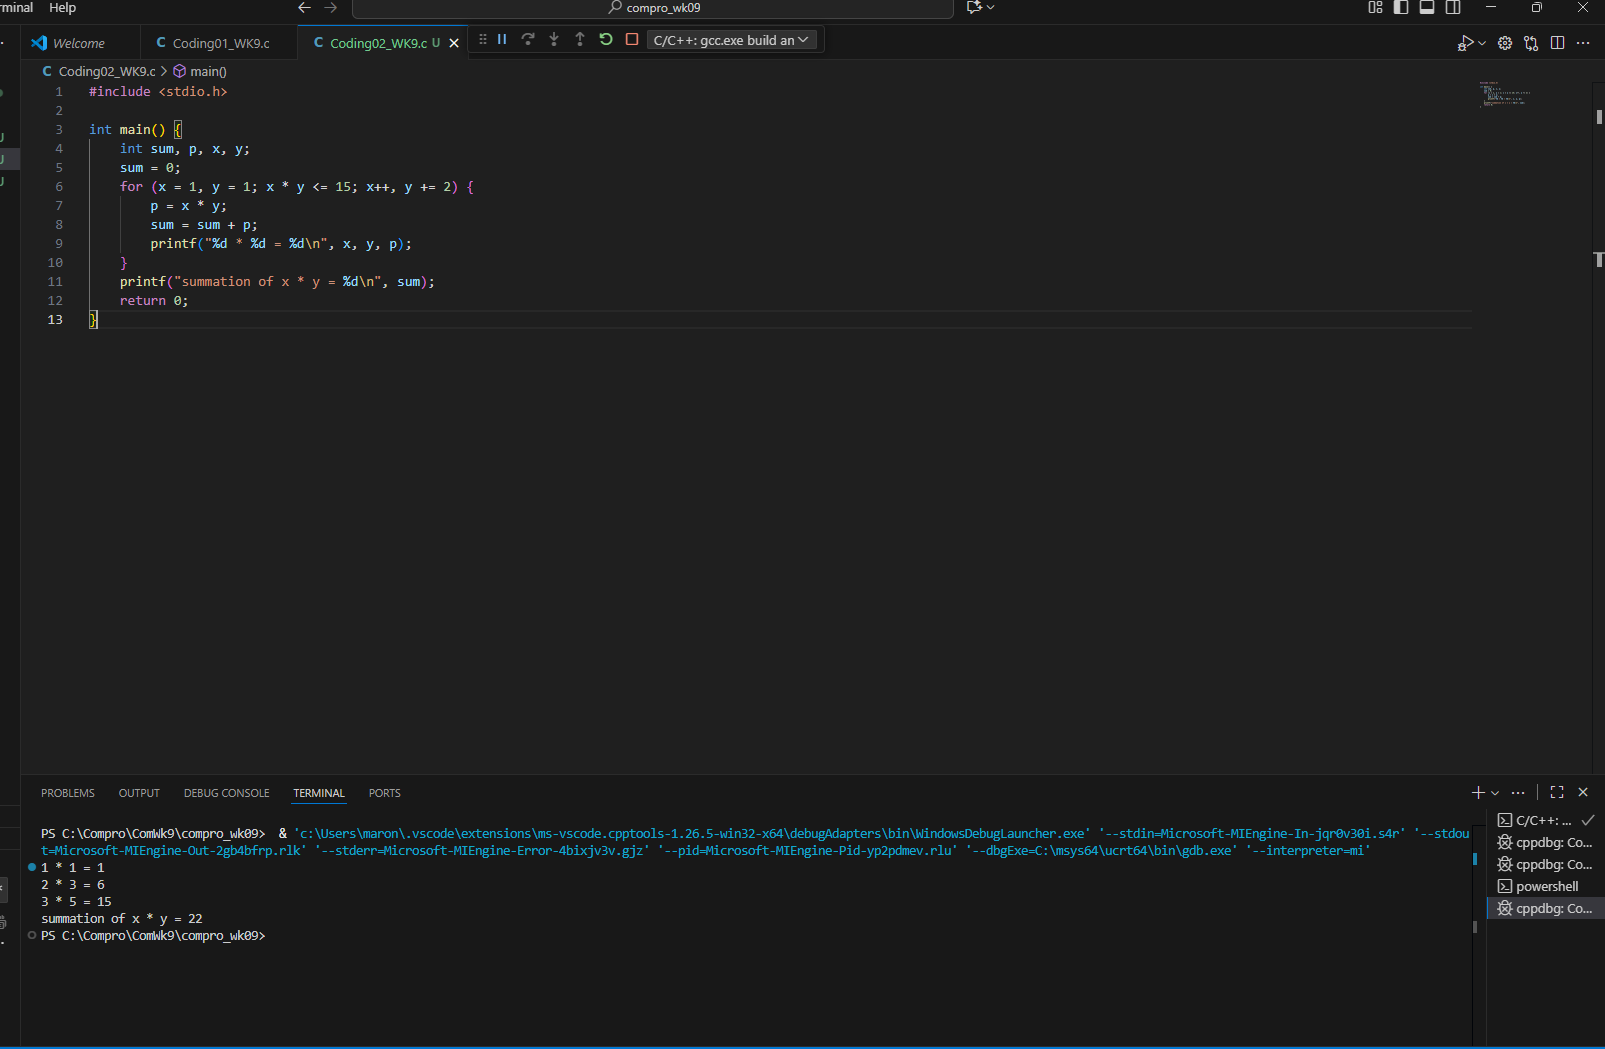 rminal Help
compro_wk09
Welcome
C Coding01_WK9.c
C Coding02_WK9.c U
C/C++: gcc.exe build an
C Coding02_WK9.c > main()
1 #include <stdio.h>
2
3 int main() {
4 int sum, p, x, y;
5 sum = 0;
6 for (x = 1, y = 1; x * y <= 15; x++, y += 2) {
7 p = x * y;
8 sum = sum + p;
9 printf("%d * %d = %d\n", x, y, p);
10 }
11 printf("summation of x * y = %d\n", sum);
12 return 0;
13 }
PROBLEMS OUTPUT DEBUG CONSOLE TERMINAL PORTS
PS C:\Compro\ComWk9\compro_wk09> & 'c:\Users\maron\.vscode\extensions\ms-vscode.cpptools-1.26.5-win32-x64\debugAdapters\bin\WindowsDebugLauncher.exe' '--stdin=Microsoft-MIEngine-In-jqr0v30i.s4r' '--stdou
t=Microsoft-MIEngine-Out-2gb4bfrp.rlk' '--stderr=Microsoft-MIEngine-Error-4bixjv3v.gjz' '--pid=Microsoft-MIEngine-Pid-yp2pdmev.rlu' '--dbgExe=C:\msys64\ucrt64\bin\gdb.exe' '--interpreter=mi'
1 * 1 = 1
2 * 3 = 6
3 * 5 = 15
summation of x * y = 22
PS C:\Compro\ComWk9\compro_wk09>
C/C++: ...
cppdbg: Co...
cppdbg: Co...
powershell
cppdbg: Co...